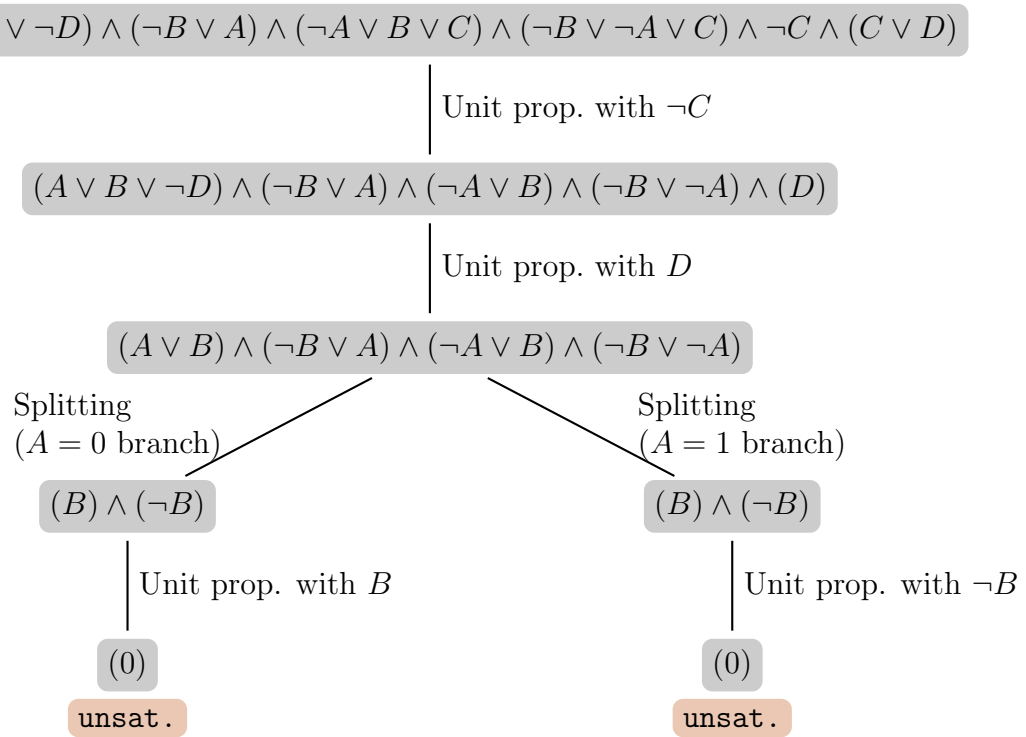 ∨ ¬D) ∧ (¬B ∨ A) ∧ (¬A ∨ B ∨ C) ∧ (¬B ∨ ¬A ∨ C) ∧ ¬C ∧ (C ∨ D)
Unit prop. with ¬C
(A ∨ B ∨ ¬D) ∧ (¬B ∨ A) ∧ (¬A ∨ B) ∧ (¬B ∨ ¬A) ∧ (D)
Unit prop. with D
(A ∨ B) ∧ (¬B ∨ A) ∧ (¬A ∨ B) ∧ (¬B ∨ ¬A)
Splitting
(A = 0 branch)
Splitting
(A = 1 branch)
(B) ∧ (¬B)
(B) ∧ (¬B)
Unit prop. with B
Unit prop. with ¬B
(0)
(0)
unsat.
unsat.